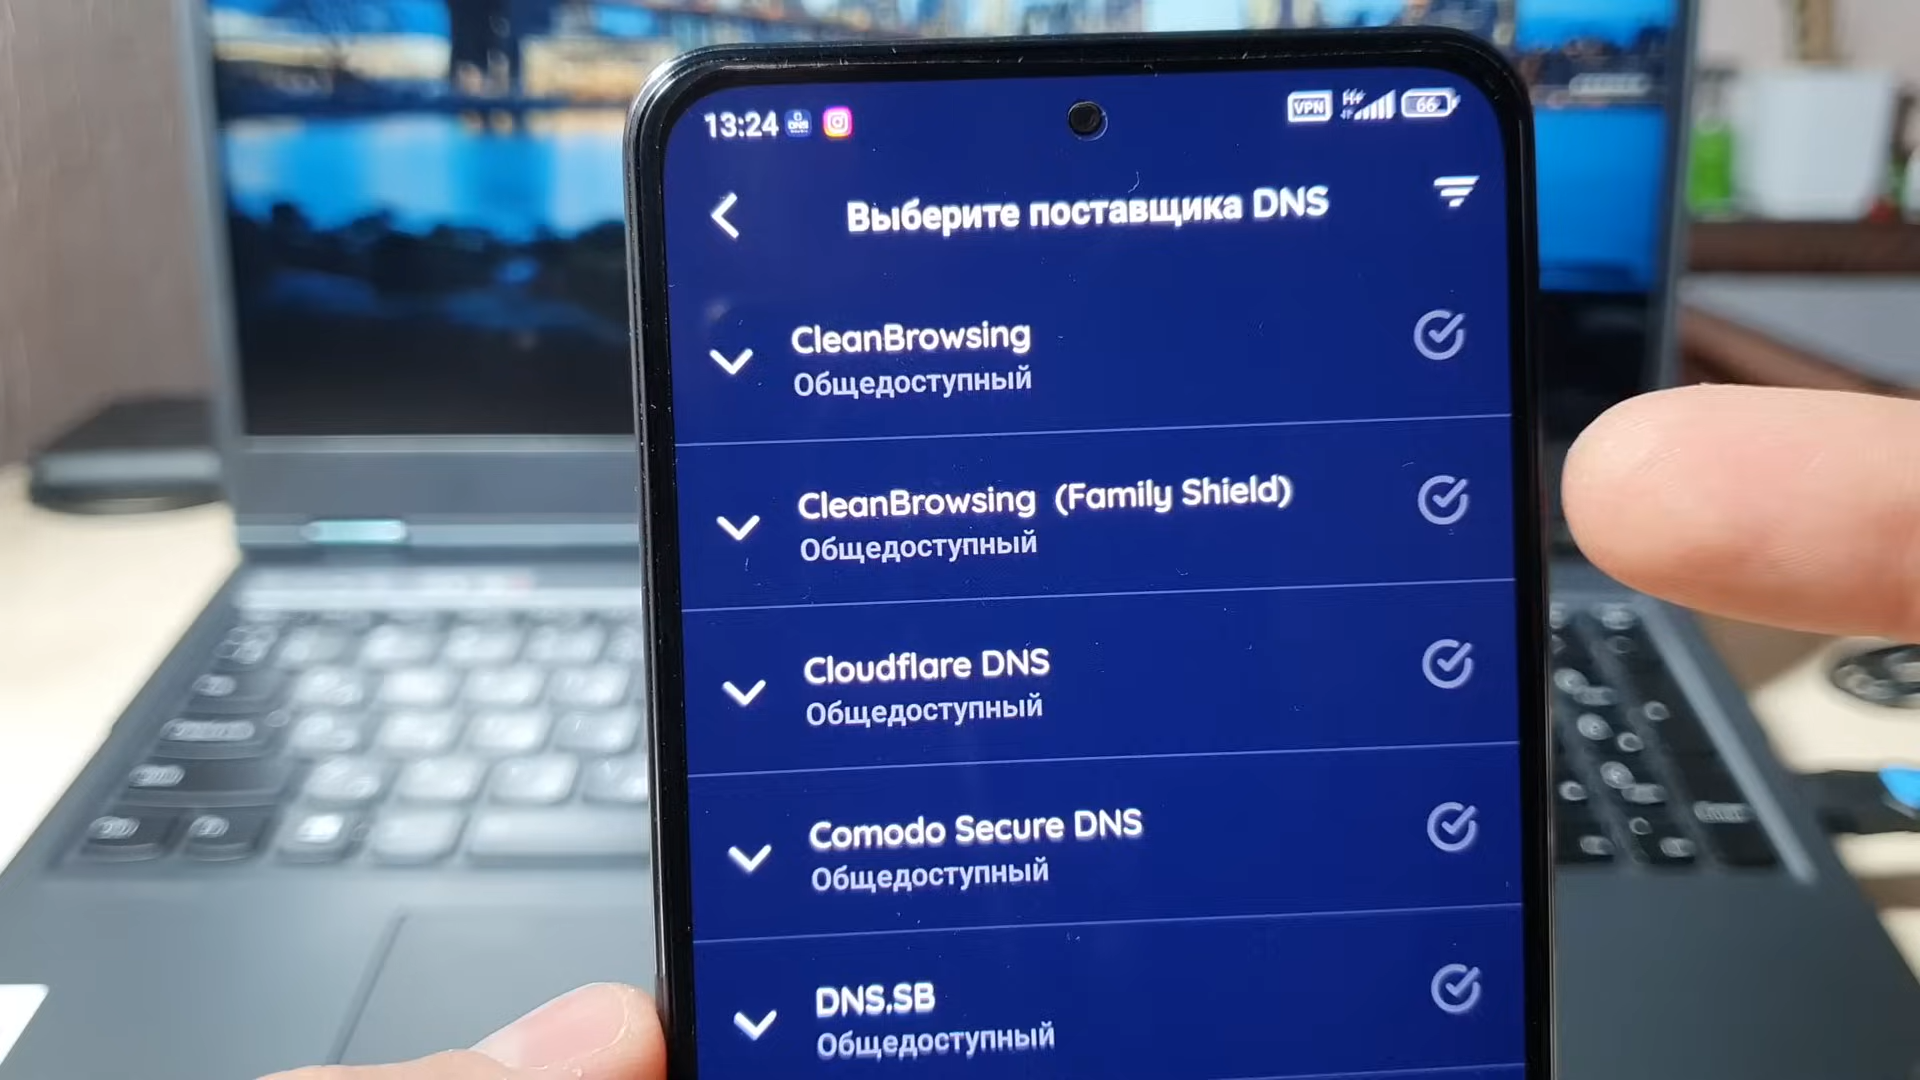 13:24 DNS VPN H+ 66
Выберите поставщика DNS
CleanBrowsing
Общедоступный
CleanBrowsing (Family Shield)
Общедоступный
Cloudflare DNS
Общедоступный
Comodo Secure DNS
Общедоступный
DNS.SB
Общедоступный